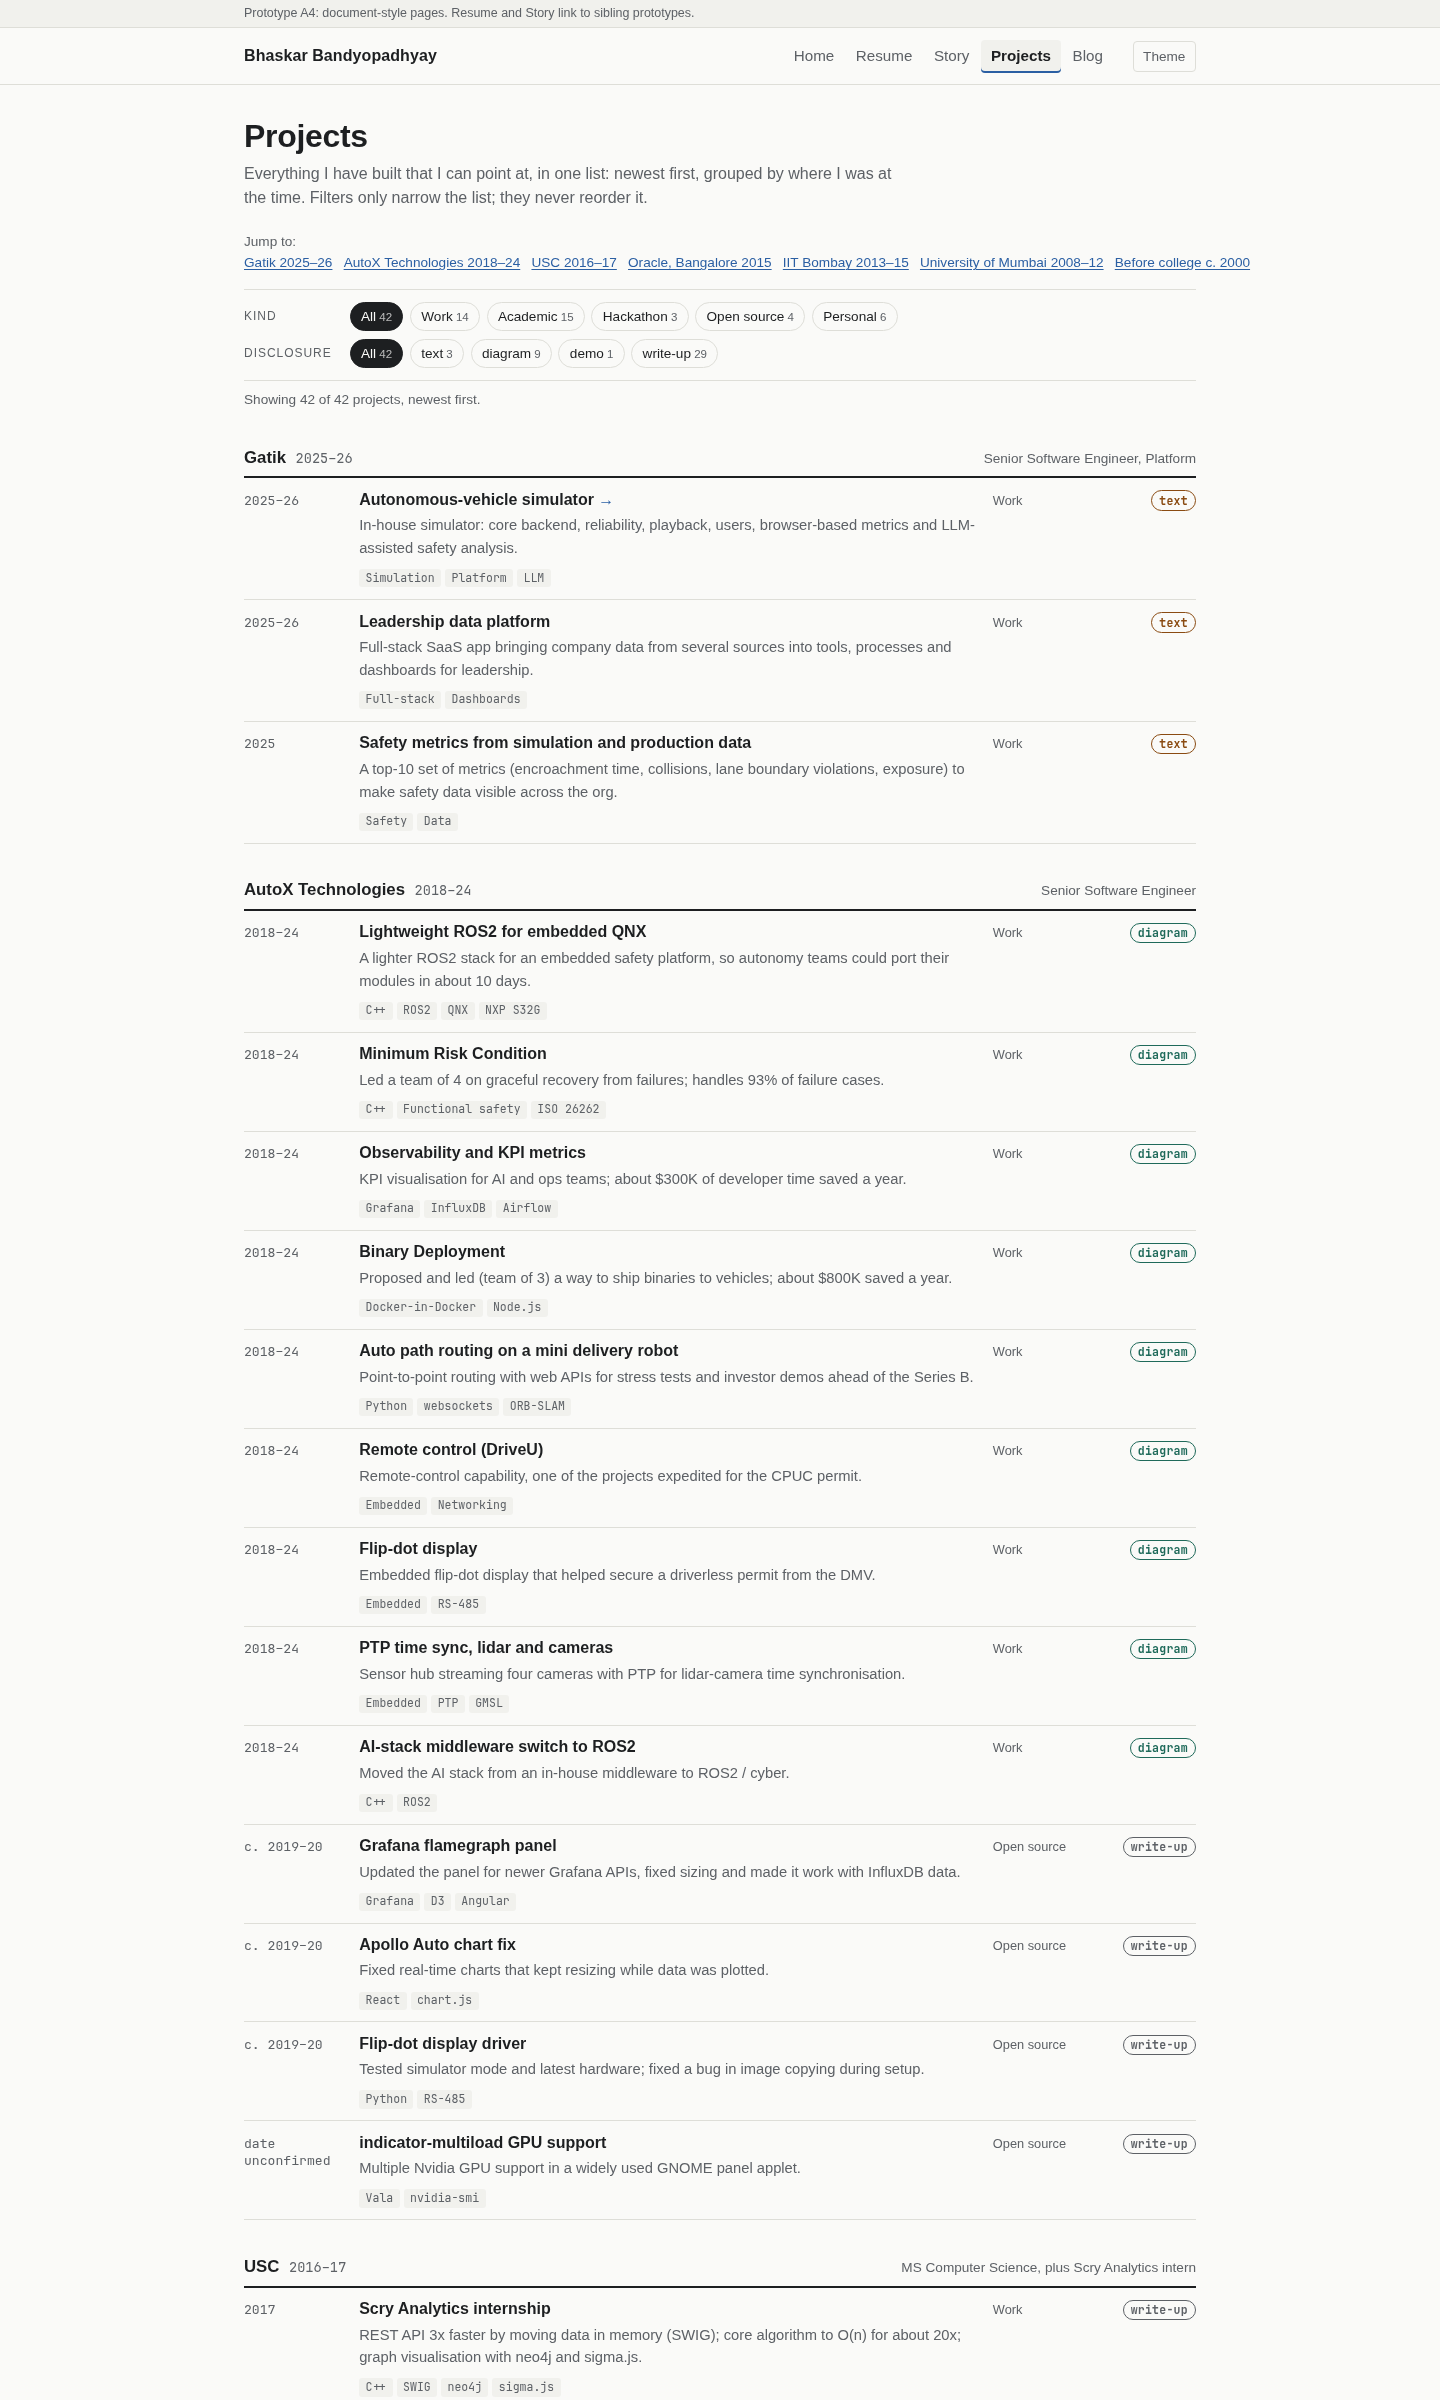 Prototype A4: document-style pages. Resume and Story link to sibling prototypes.
Bhaskar Bandyopadhyay
Home Resume Story Projects Blog Theme
Projects
Everything I have built that I can point at, in one list: newest first, grouped by where I was at
the time. Filters only narrow the list; they never reorder it.
Jump to:
Gatik 2025–26 AutoX Technologies 2018–24 USC 2016–17 Oracle, Bangalore 2015 IIT Bombay 2013–15 University of Mumbai 2008–12 Before college c. 2000
KIND All 42 Work 14 Academic 15 Hackathon 3 Open source 4 Personal 6
DISCLOSURE All 42 text 3 diagram 9 demo 1 write-up 29
Showing 42 of 42 projects, newest first.
Gatik 2025–26 Senior Software Engineer, Platform
2025–26 Autonomous-vehicle simulator → Work text
In-house simulator: core backend, reliability, playback, users, browser-based metrics and LLM-
assisted safety analysis.
Simulation Platform LLM
2025–26 Leadership data platform Work text
Full-stack SaaS app bringing company data from several sources into tools, processes and
dashboards for leadership.
Full-stack Dashboards
2025 Safety metrics from simulation and production data Work text
A top-10 set of metrics (encroachment time, collisions, lane boundary violations, exposure) to
make safety data visible across the org.
Safety Data
AutoX Technologies 2018–24 Senior Software Engineer
2018–24 Lightweight ROS2 for embedded QNX Work diagram
A lighter ROS2 stack for an embedded safety platform, so autonomy teams could port their
modules in about 10 days.
C++ ROS2 QNX NXP S32G
2018–24 Minimum Risk Condition Work diagram
Led a team of 4 on graceful recovery from failures; handles 93% of failure cases.
C++ Functional safety ISO 26262
2018–24 Observability and KPI metrics Work diagram
KPI visualisation for AI and ops teams; about $300K of developer time saved a year.
Grafana InfluxDB Airflow
2018–24 Binary Deployment Work diagram
Proposed and led (team of 3) a way to ship binaries to vehicles; about $800K saved a year.
Docker-in-Docker Node.js
2018–24 Auto path routing on a mini delivery robot Work diagram
Point-to-point routing with web APIs for stress tests and investor demos ahead of the Series B.
Python websockets ORB-SLAM
2018–24 Remote control (DriveU) Work diagram
Remote-control capability, one of the projects expedited for the CPUC permit.
Embedded Networking
2018–24 Flip-dot display Work diagram
Embedded flip-dot display that helped secure a driverless permit from the DMV.
Embedded RS-485
2018–24 PTP time sync, lidar and cameras Work diagram
Sensor hub streaming four cameras with PTP for lidar-camera time synchronisation.
Embedded PTP GMSL
2018–24 AI-stack middleware switch to ROS2 Work diagram
Moved the AI stack from an in-house middleware to ROS2 / cyber.
C++ ROS2
c. 2019–20 Grafana flamegraph panel Open source write-up
Updated the panel for newer Grafana APIs, fixed sizing and made it work with InfluxDB data.
Grafana D3 Angular
c. 2019–20 Apollo Auto chart fix Open source write-up
Fixed real-time charts that kept resizing while data was plotted.
React chart.js
c. 2019–20 Flip-dot display driver Open source write-up
Tested simulator mode and latest hardware; fixed a bug in image copying during setup.
Python RS-485
date
unconfirmed indicator-multiload GPU support Open source write-up
Multiple Nvidia GPU support in a widely used GNOME panel applet.
Vala nvidia-smi
USC 2016–17 MS Computer Science, plus Scry Analytics intern
2017 Scry Analytics internship Work write-up
REST API 3x faster by moving data in memory (SWIG); core algorithm to O(n) for about 20x;
graph visualisation with neo4j and sigma.js.
C++ SWIG neo4j sigma.js